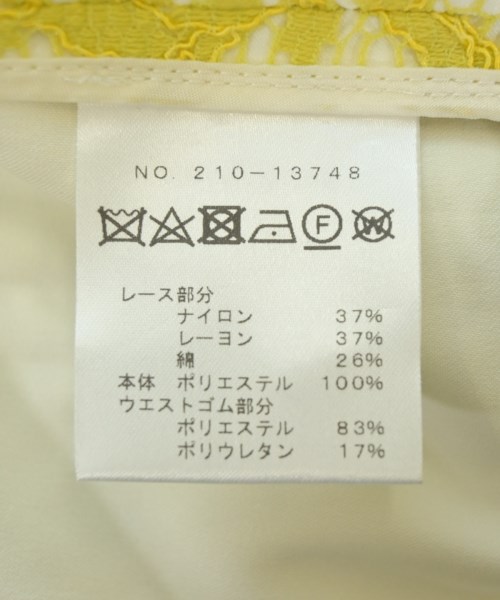 NO. 210-13748
F W
レース部分
ナイロン 37%
レーヨン 37%
綿 26%
本体 ポリエステル 100%
ウエストゴム部分
ポリエステル 83%
ポリウレタン 17%